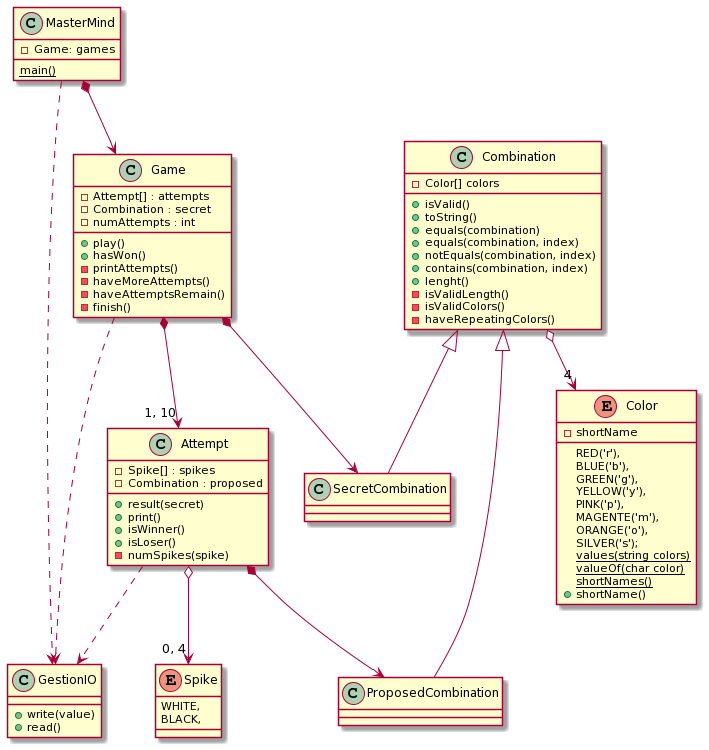 C MasterMind
Game: games
main()
C Game
Attempt[] : attempts
Combination : secret
numAttempts : int
play()
hasWon()
printAttempts()
haveMoreAttempts()
haveAttemptsRemain()
finish()
C Combination
Color[] colors
isValid()
toString()
equals(combination)
equals(combination, index)
notEquals(combination, index)
contains(combination, index)
lenght()
isValidLength()
isValidColors()
haveRepeatingColors()
4
1, 10
E Color
shortName
RED('r'),
BLUE('b'),
GREEN('g'),
YELLOW('y'),
PINK('p'),
MAGENTE('m'),
ORANGE('o'),
SILVER('s');
values(string colors)
valueOf(char color)
shortNames()
shortName()
C Attempt
Spike[] : spikes
Combination : proposed
result(secret)
print()
isWinner()
isLoser()
numSpikes(spike)
C SecretCombination
0, 4
C GestionIO
write(value)
read()
E Spike
WHITE,
BLACK,
C ProposedCombination